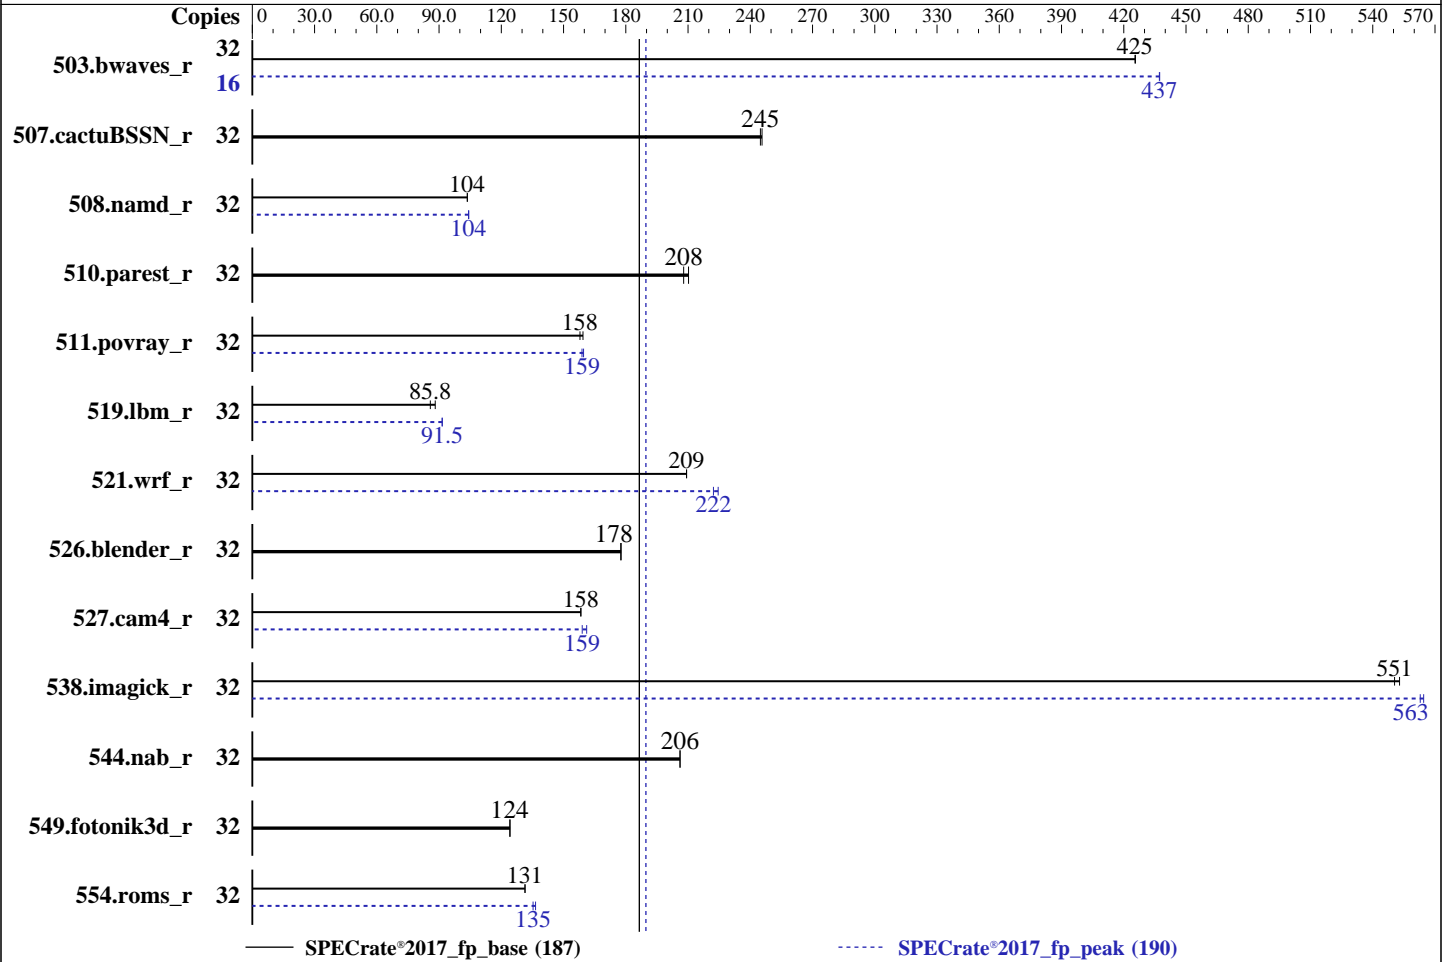 Copies 0 30.0 60.0 90.0 120 150 180 210 240 270 300 330 360 390 420 450 480 510 540 570
503.bwaves_r 32 425
16 437
507.cactuBSSN_r 32 245
508.namd_r 32 104
104
510.parest_r 32 208
511.povray_r 32 158
159
519.lbm_r 32 85.8
91.5
521.wrf_r 32 209
222
526.blender_r 32 178
527.cam4_r 32 158
159
538.imagick_r 32 551
563
544.nab_r 32 206
549.fotonik3d_r 32 124
554.roms_r 32 131
135
SPECrate®2017_fp_base (187) SPECrate®2017_fp_peak (190)